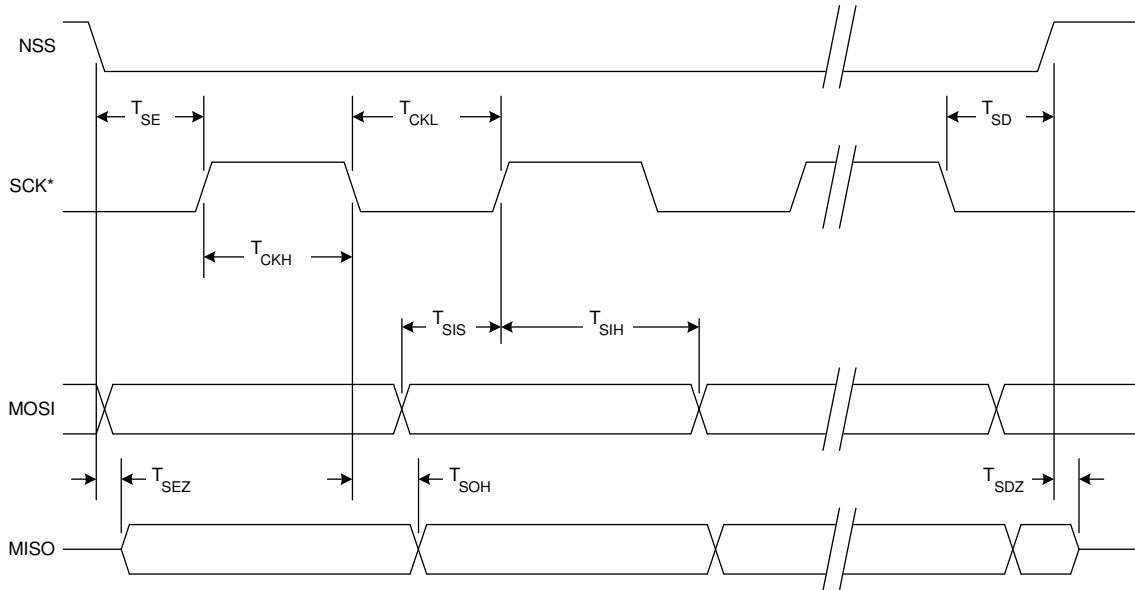 NSS
T_SE
T_CKL
T_SD
SCK*
T_CKH
T_SIS
T_SIH
MOSI
T_SEZ
T_SOH
T_SDZ
MISO